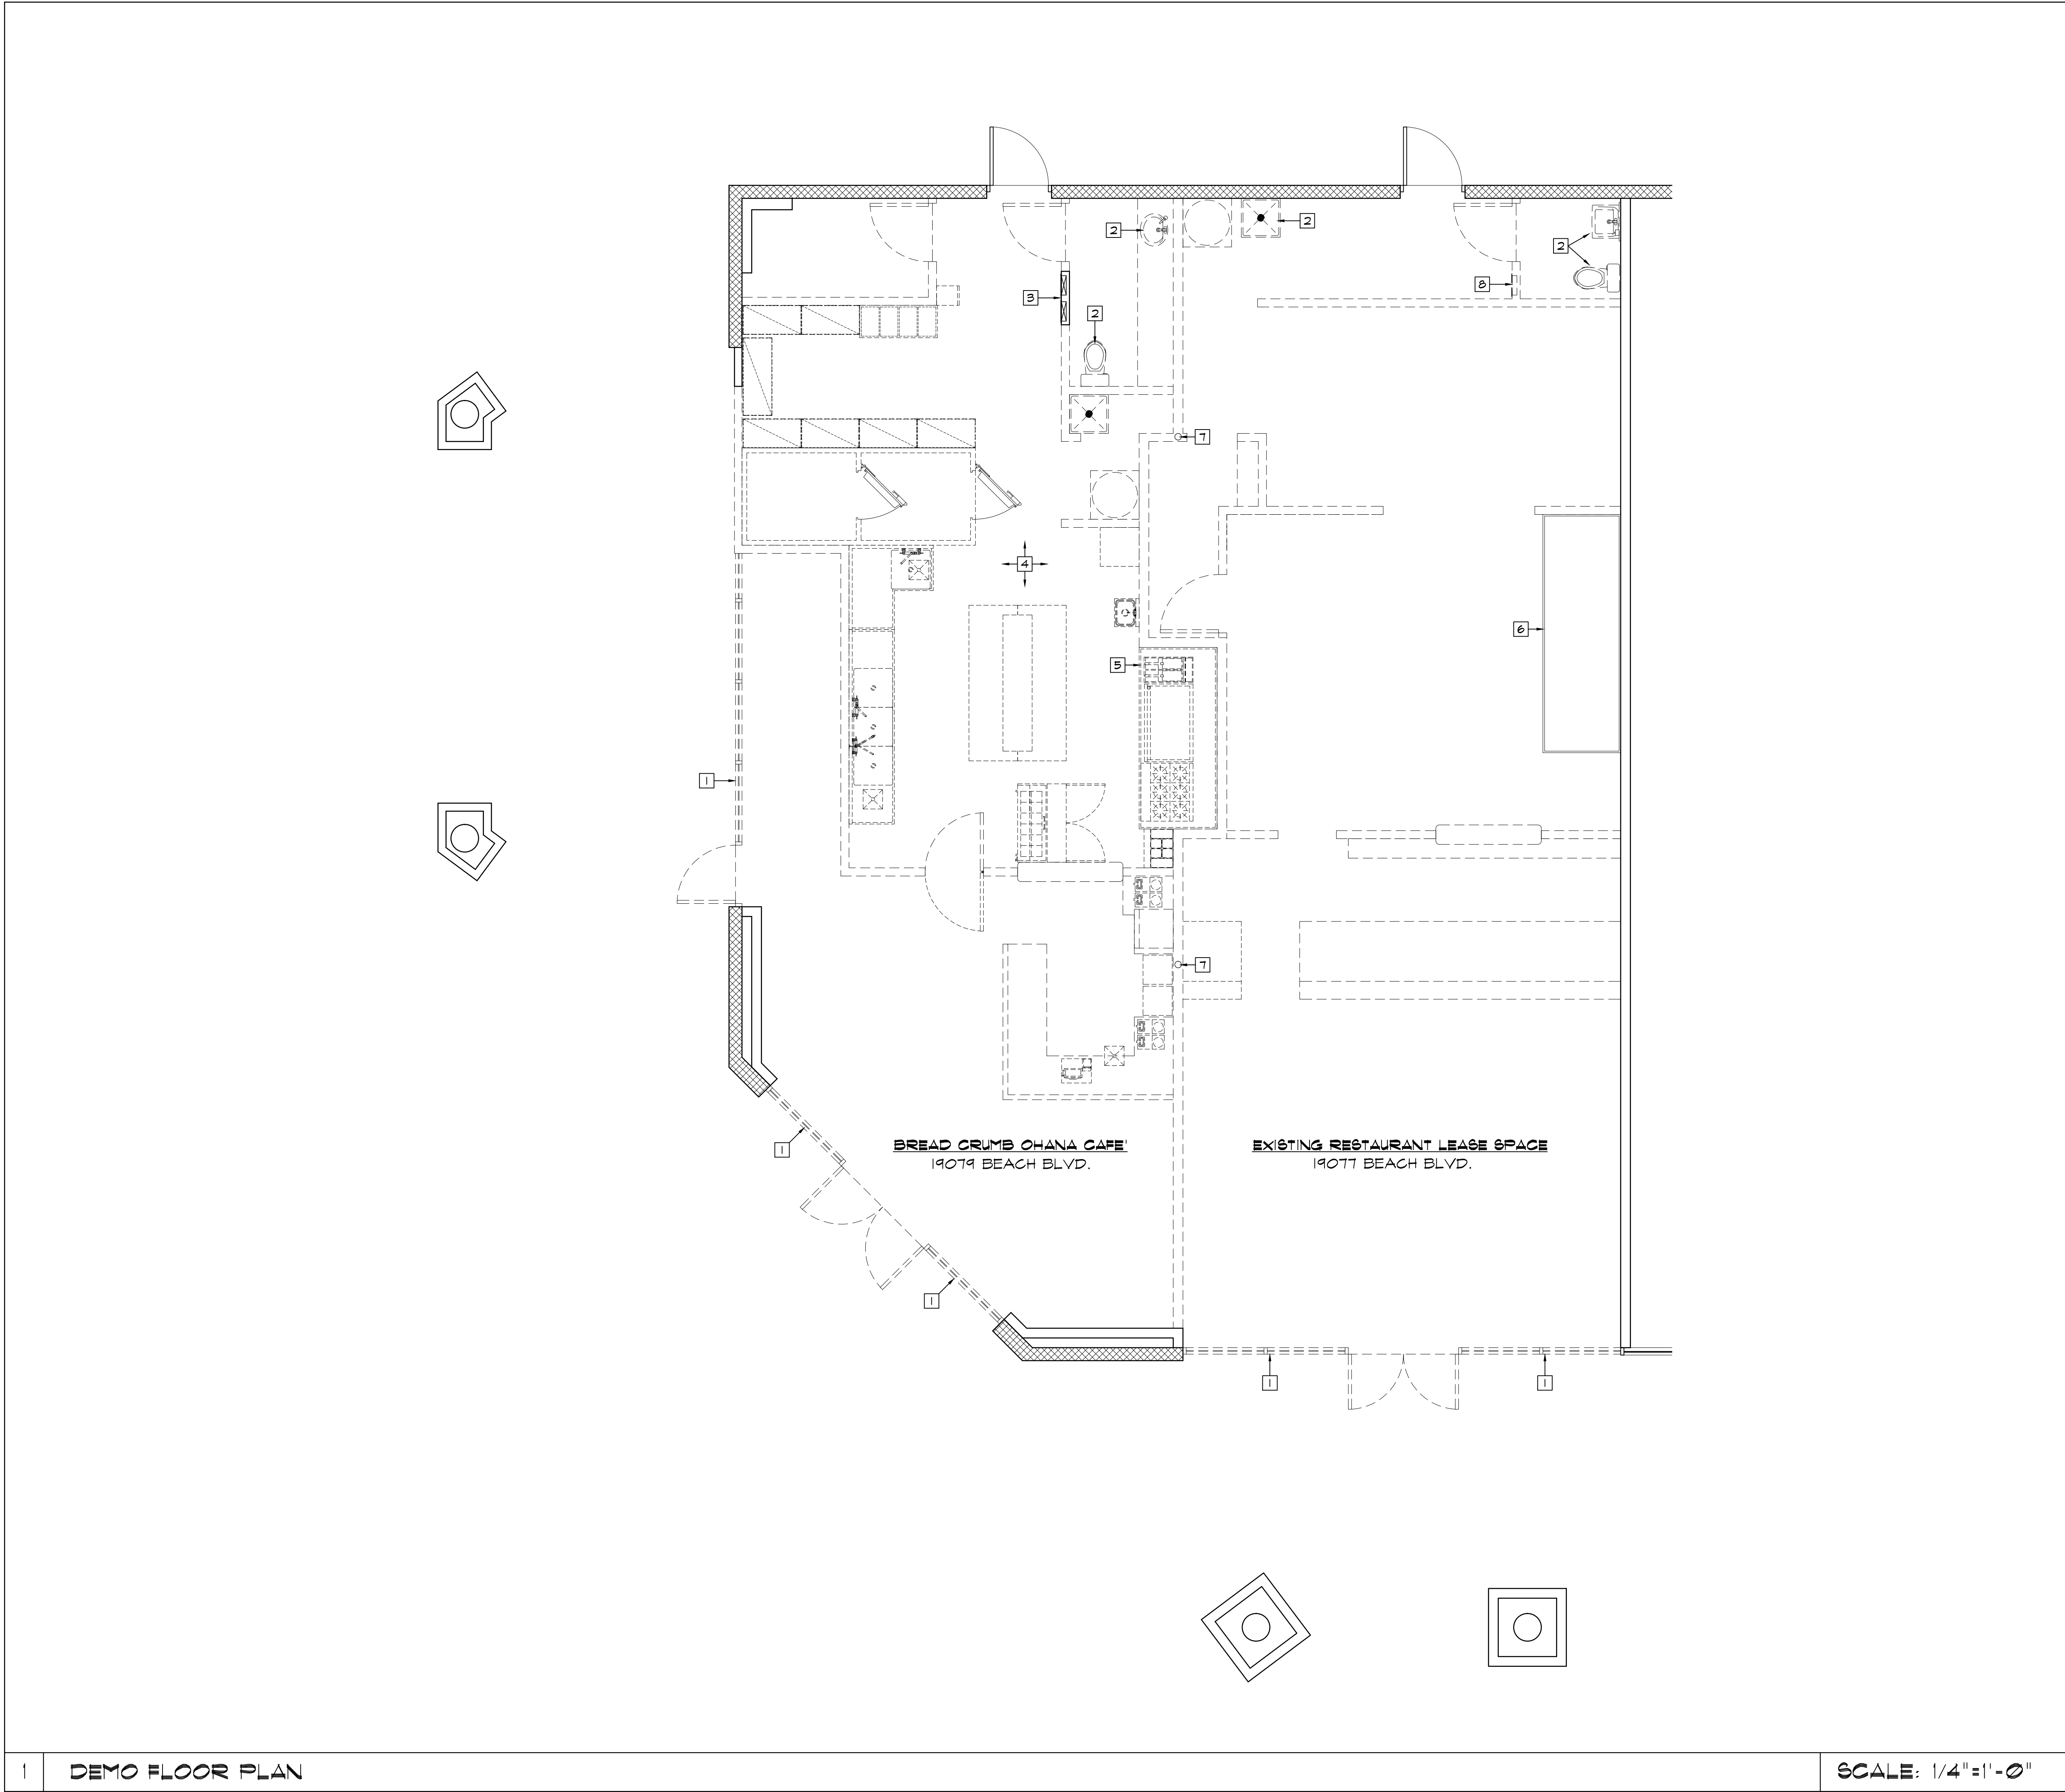 2
2
2
8
3
2
7
4
6
5
1
7
BREAD CRUMB OHANA CAFE'
19079 BEACH BLVD.
EXISTING RESTAURANT LEASE SPACE
19077 BEACH BLVD.
1
1
1
1
1 DEMO FLOOR PLAN
SCALE: 1/4"=1'-0"